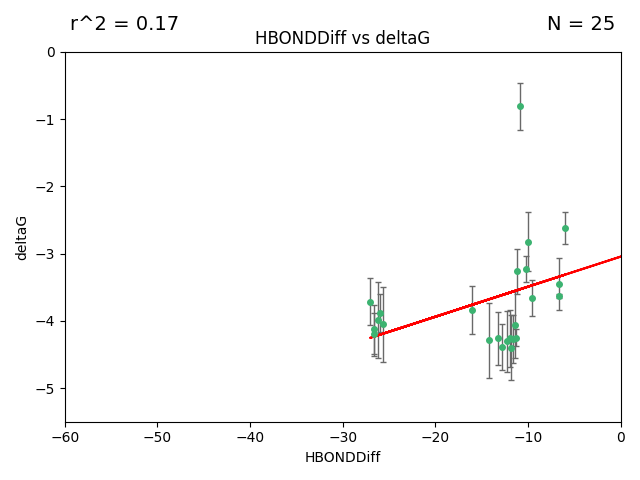 r^2 = 0.17
N = 25
HBONDDiff vs deltaG
0
−1
−2
−3
−4
−5
deltaG
−60
−50
−40
−30
−20
−10
0
HBONDDiff